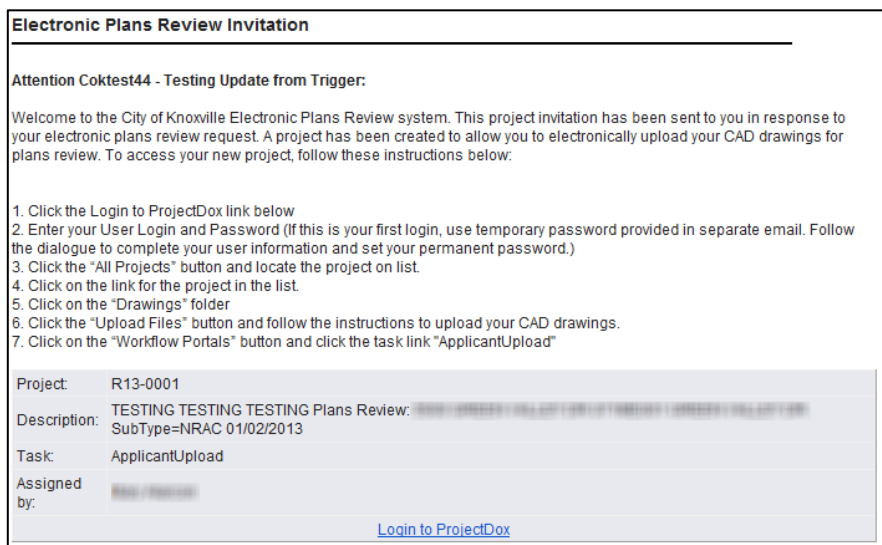 Electronic Plans Review Invitation
Attention Coktest44 - Testing Update from Trigger:
Welcome to the City of Knoxville Electronic Plans Review system. This project invitation has been sent to you in response to
your electronic plans review request. A project has been created to allow you to electronically upload your CAD drawings for
plans review. To access your new project, follow these instructions below:
1. Click the Login to ProjectDox link below
2. Enter your User Login and Password (If this is your first login, use temporary password provided in separate email. Follow
the dialogue to complete your user information and set your permanent password.)
3. Click the “All Projects” button and locate the project on list.
4. Click on the link for the project in the list.
5. Click on the “Drawings” folder
6. Click the “Upload Files” button and follow the instructions to upload your CAD drawings.
7. Click on the “Workflow Portals” button and click the task link "ApplicantUpload"
Project: R13-0001
Description: TESTING TESTING TESTING Plans Review:
SubType=NRAC 01/02/2013
Task: ApplicantUpload
Assigned
by:
Login to ProjectDox